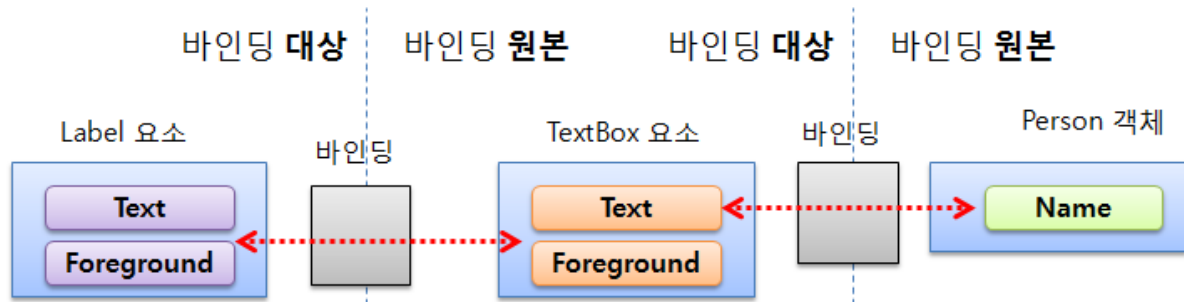 바인딩 대상 바인딩 원본 바인딩 대상 바인딩 원본
Label 요소 바인딩 TextBox 요소 바인딩 Person 객체
Text Text Name
Foreground Foreground